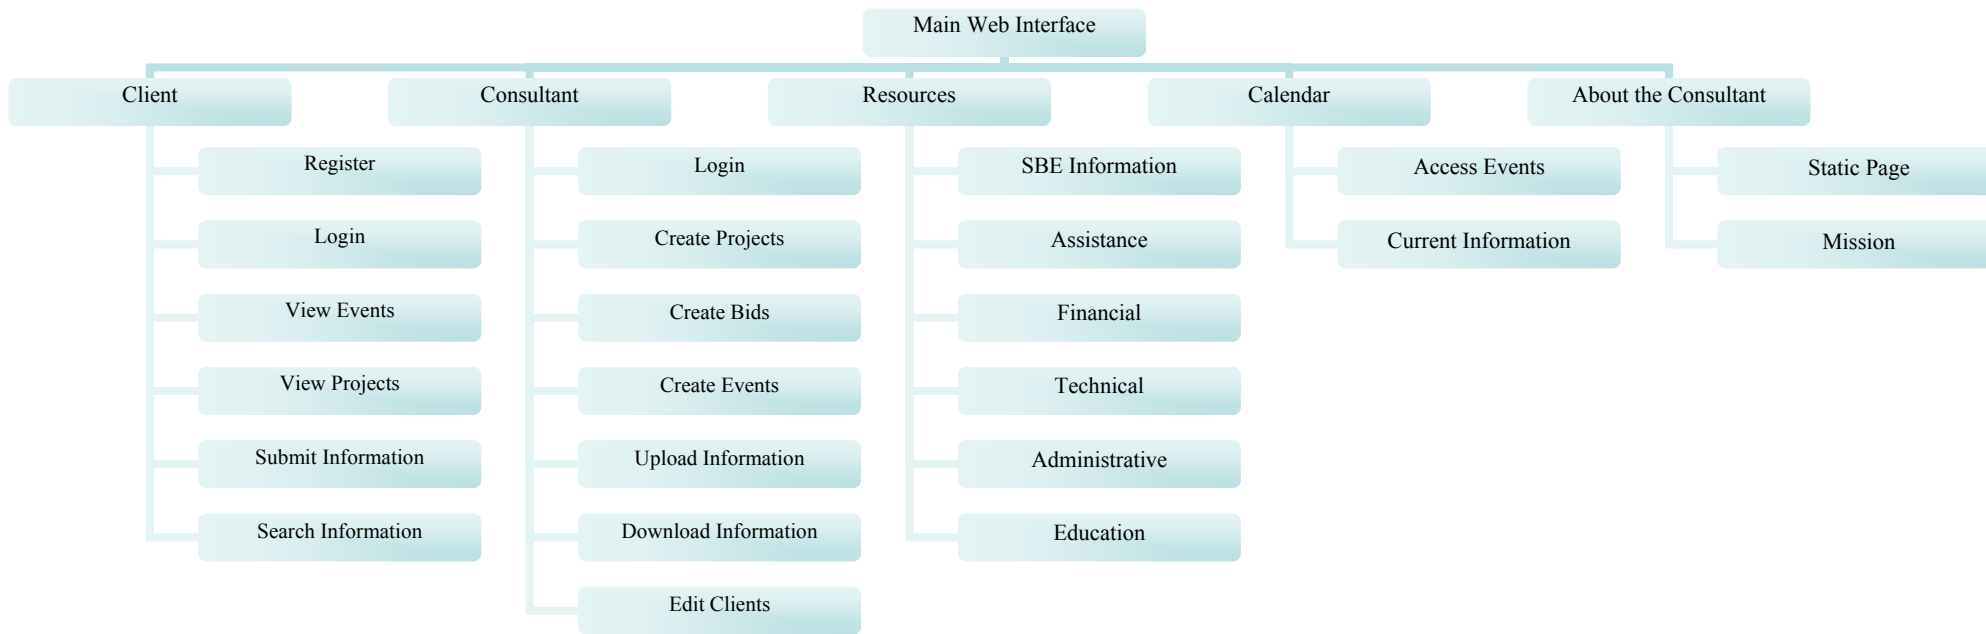 Main Web Interface
Client
Consultant
Resources
Calendar
About the Consultant
Register
Login
View Events
View Projects
Submit Information
Search Information
Login
Create Projects
Create Bids
Create Events
Upload Information
Download Information
Edit Clients
SBE Information
Assistance
Financial
Technical
Administrative
Education
Access Events
Current Information
Static Page
Mission